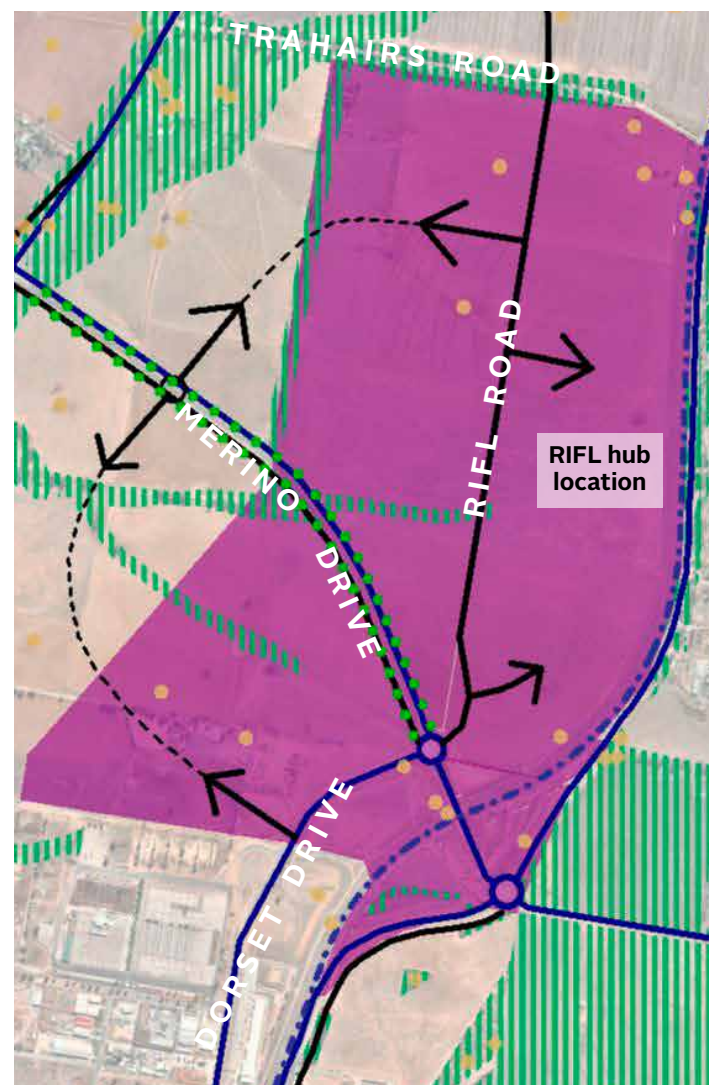 TRAHAIRS ROAD
RIFL ROAD
RIFL hub
location
MERINO
DRIVE
DORSET DRIVE